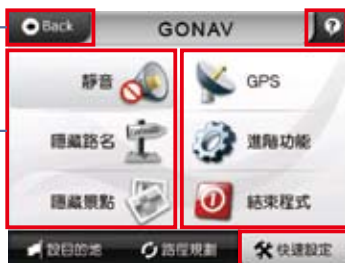 Back GONAV ?
靜音 GPS
隱藏路名 進階功能
隱藏景點 結束程式
設目的地 路徑規劃 快速設定